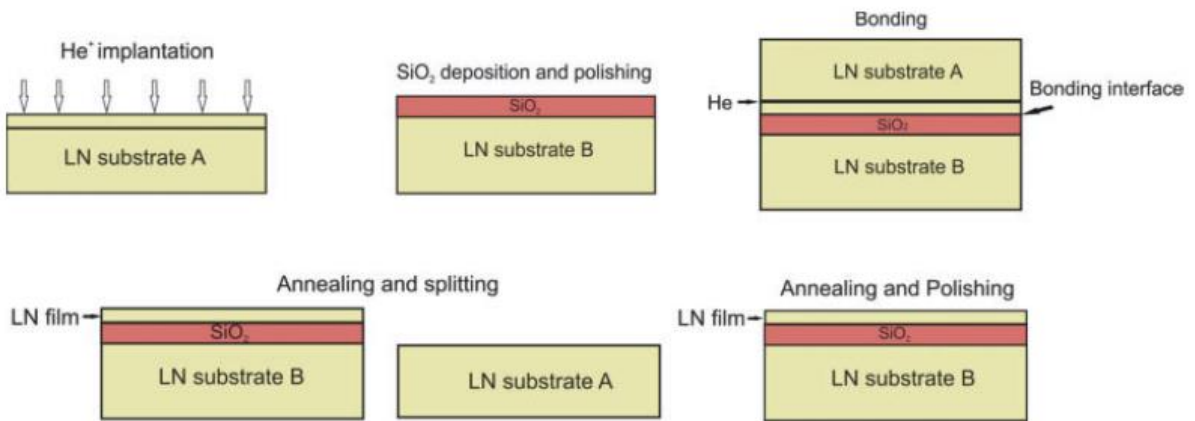 He⁺ implantation
LN substrate A
SiO₂ deposition and polishing
SiO₂
LN substrate B
Bonding
LN substrate A
He
Bonding interface
SiO₂
LN substrate B
Annealing and splitting
LN film
SiO₂
LN substrate B
LN substrate A
Annealing and Polishing
LN film
SiO₂
LN substrate B